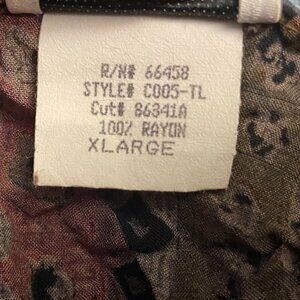 R/N# 66458
STYLE# C005-TL
Cut# 86341A
100% RAYON
XLARGE